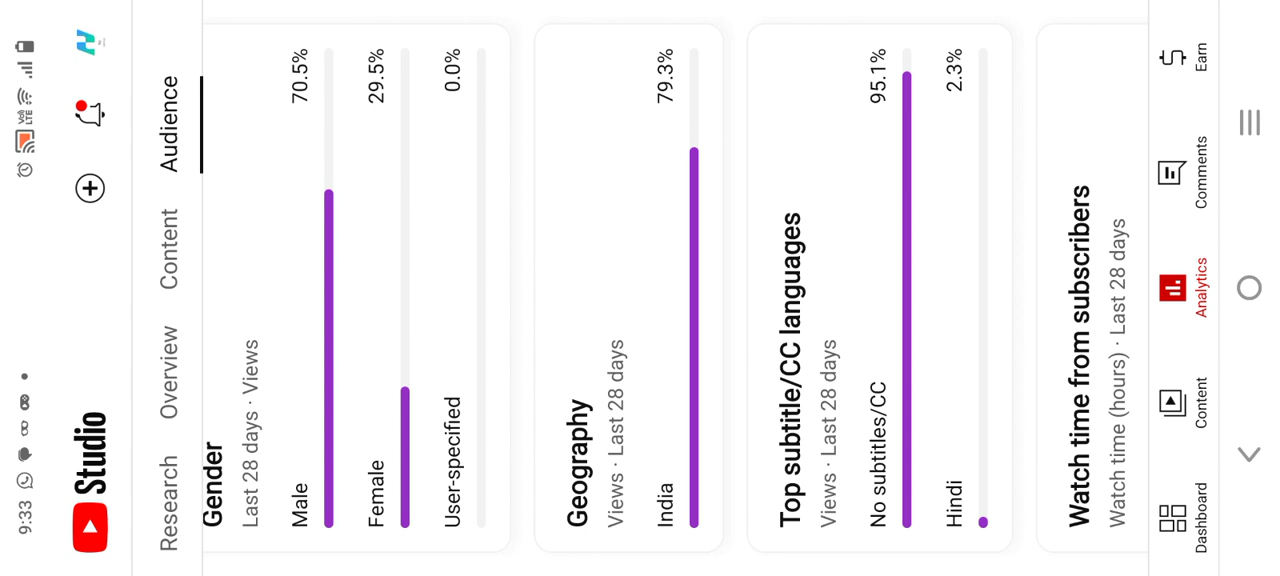 9:33
VoI) LTE
Studio
Research Overview Content Audience
Gender
Last 28 days · Views
Male 70.5%
Female 29.5%
User-specified 0.0%
Geography
Views · Last 28 days
India 79.3%
Top subtitle/CC languages
Views · Last 28 days
No subtitles/CC 95.1%
Hindi 2.3%
Watch time from subscribers
Watch time (hours) · Last 28 days
Dashboard Content Analytics Comments Earn